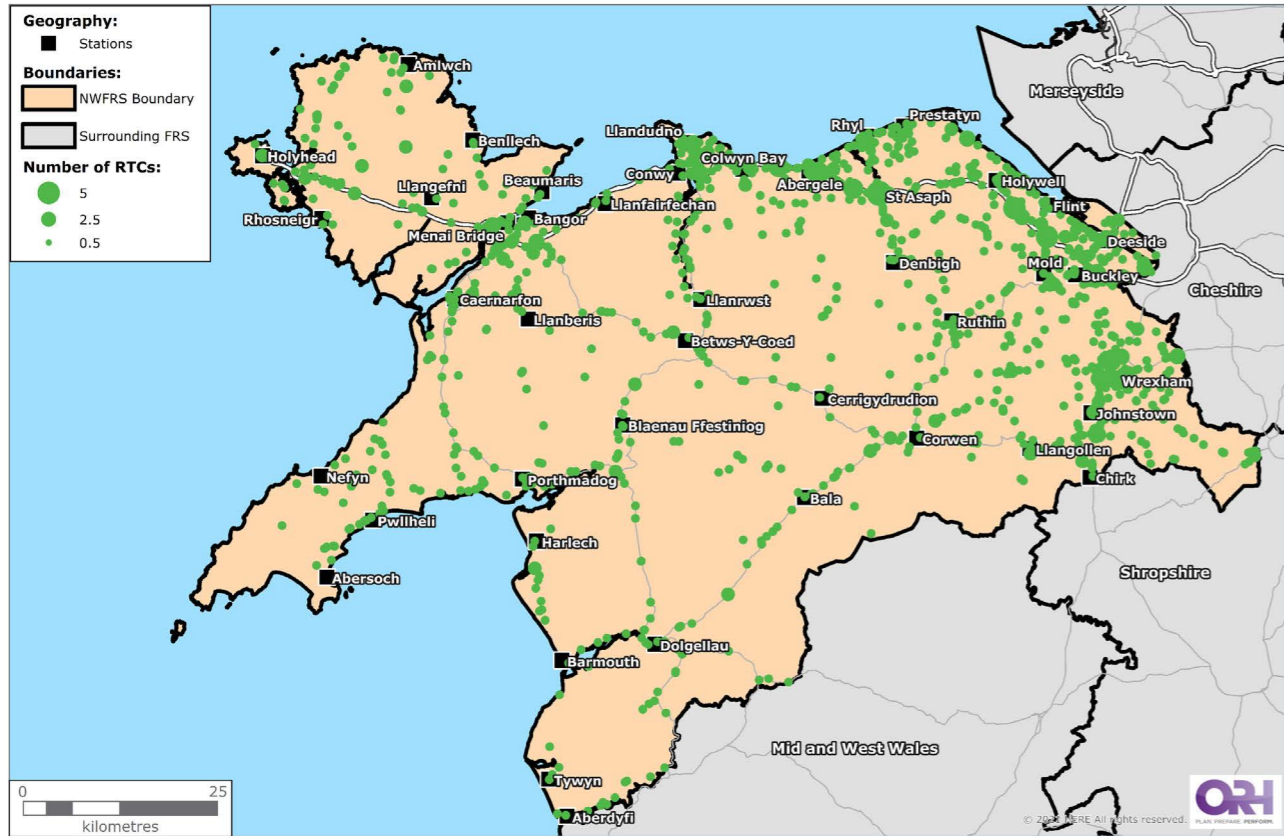 Geography:
Stations
Boundaries:
NWFRS Boundary
Surrounding FRS
Number of RTCs:
5
2.5
0.5
Amlwch
Merseyside
Prestatyn
Rhyl
Llandudno
Benllech
Holyhead
Colwyn Bay
Conwy
Abergele
Holywell
Llangefni
Beaumaris
St Asaph
Flint
Llanfairfechan
Rhosneigr
Bangor
Menai Bridge
Deeside
Denbigh
Mold
Buckley
Cheshire
Caernarfon
Llanrwst
Llanberis
Ruthin
Betws-Y-Coed
Wrexham
Cerrigydrudion
Johnstown
Blaenau Ffestiniog
Corwen
Llangollen
Nefyn
Porthmadog
Chirk
Bala
Pwllheli
Harlech
Shropshire
Abersoch
Dolgellau
Barmouth
Mid and West Wales
Tywyn
Aberdyfi
0 25
kilometres
ORH
PLAN. PREPARE. PERFORM.
HERE All rights reserved.